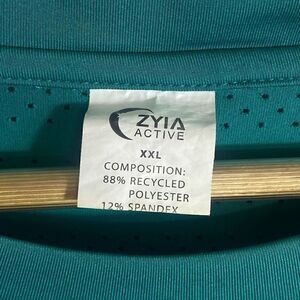 ZYIA
ACTIVE
XXL
COMPOSITION:
88% RECYCLED
POLYESTER
12% SPANDEX